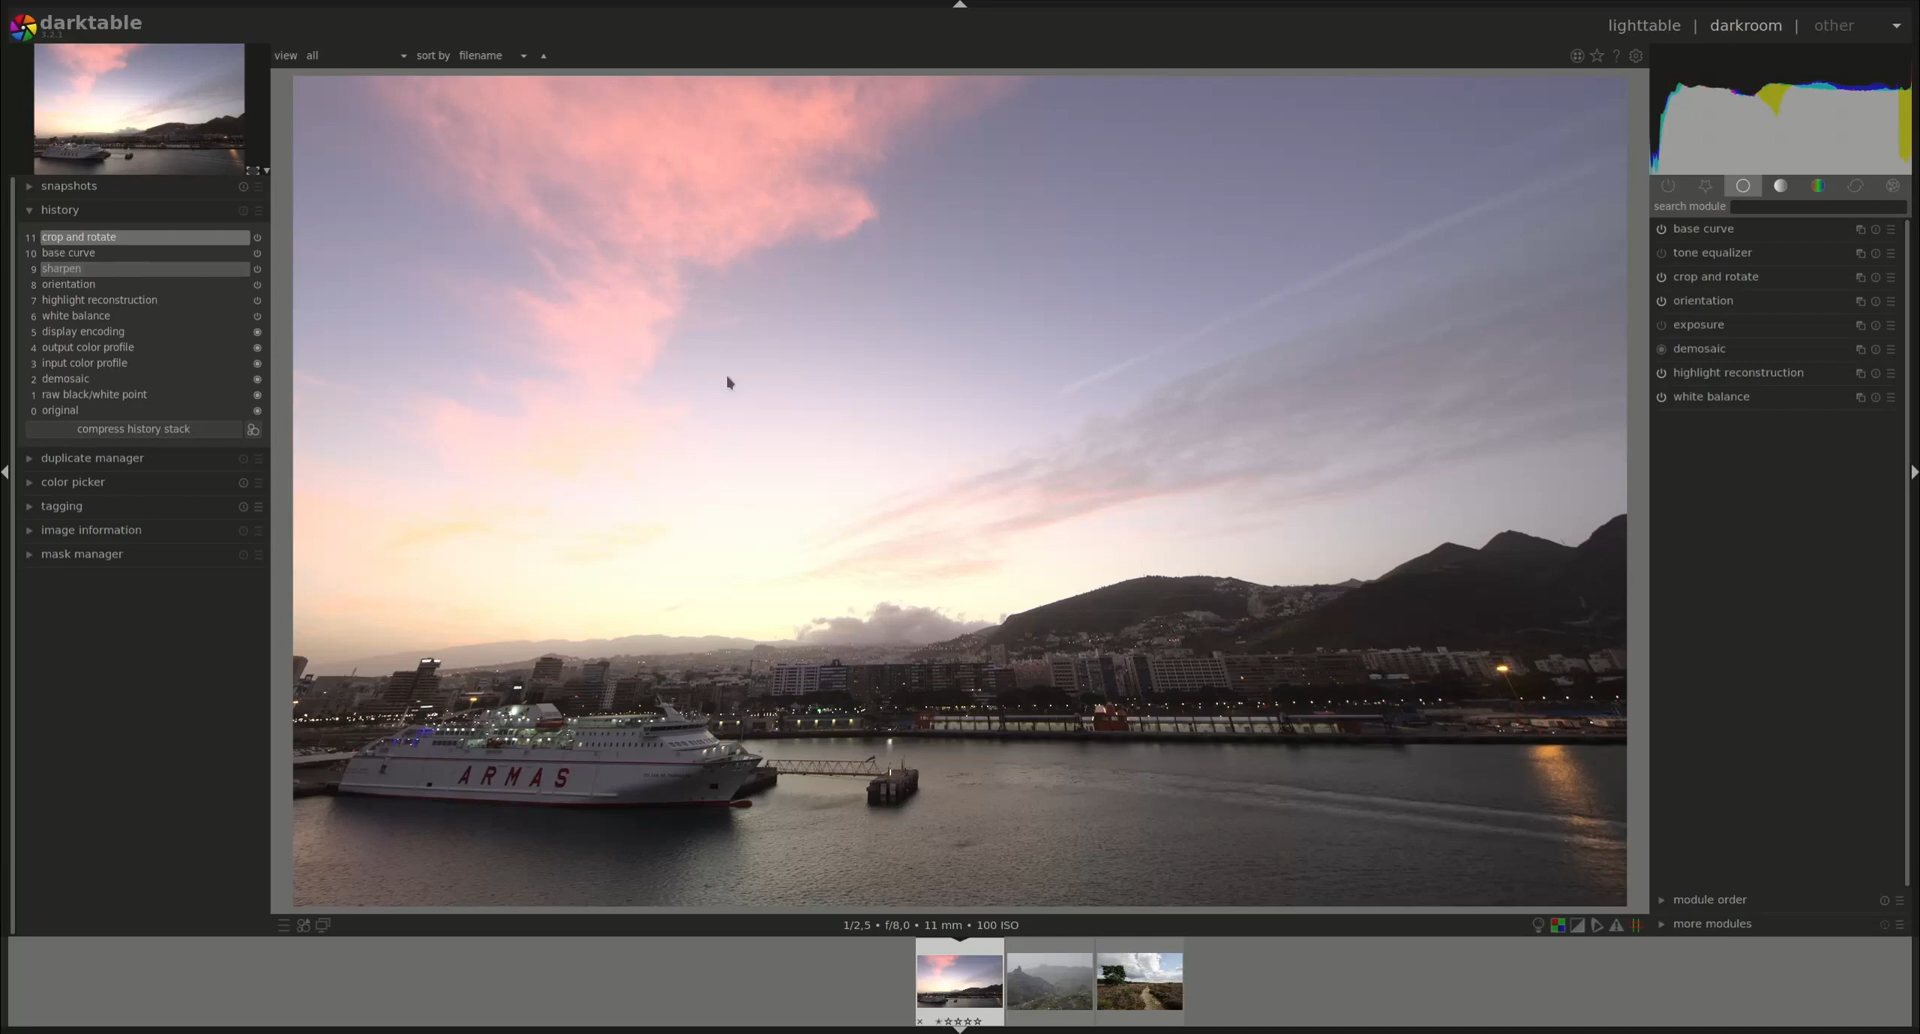 darktable
3.2.1
lighttable | darkroom | other
view all sort by filename
?
snapshots
history
11 crop and rotate
10 base curve
9 sharpen
8 orientation
7 highlight reconstruction
6 white balance
5 display encoding
4 output color profile
3 input color profile
2 demosaic
1 raw black/white point
0 original
compress history stack
duplicate manager
color picker
tagging
image information
mask manager
ARMAS
search module
base curve
tone equalizer
crop and rotate
orientation
exposure
demosaic
highlight reconstruction
white balance
module order
more modules
1/2,5 • f/8,0 • 11 mm • 100 ISO